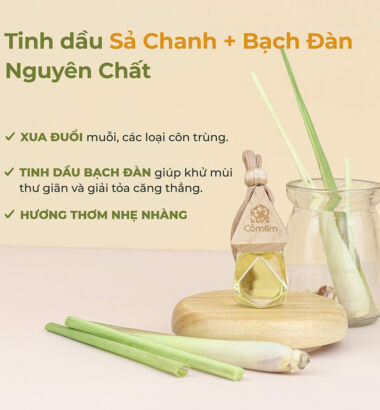 Tinh dầu Sả Chanh + Bạch Đàn
Nguyên Chất
XUA ĐUỔI muỗi, các loại côn trùng.
TINH DẦU BẠCH ĐÀN giúp khử mùi
thư giãn và giải tỏa căng thẳng.
HƯƠNG THƠM NHẸ NHÀNG
Cỏmềm